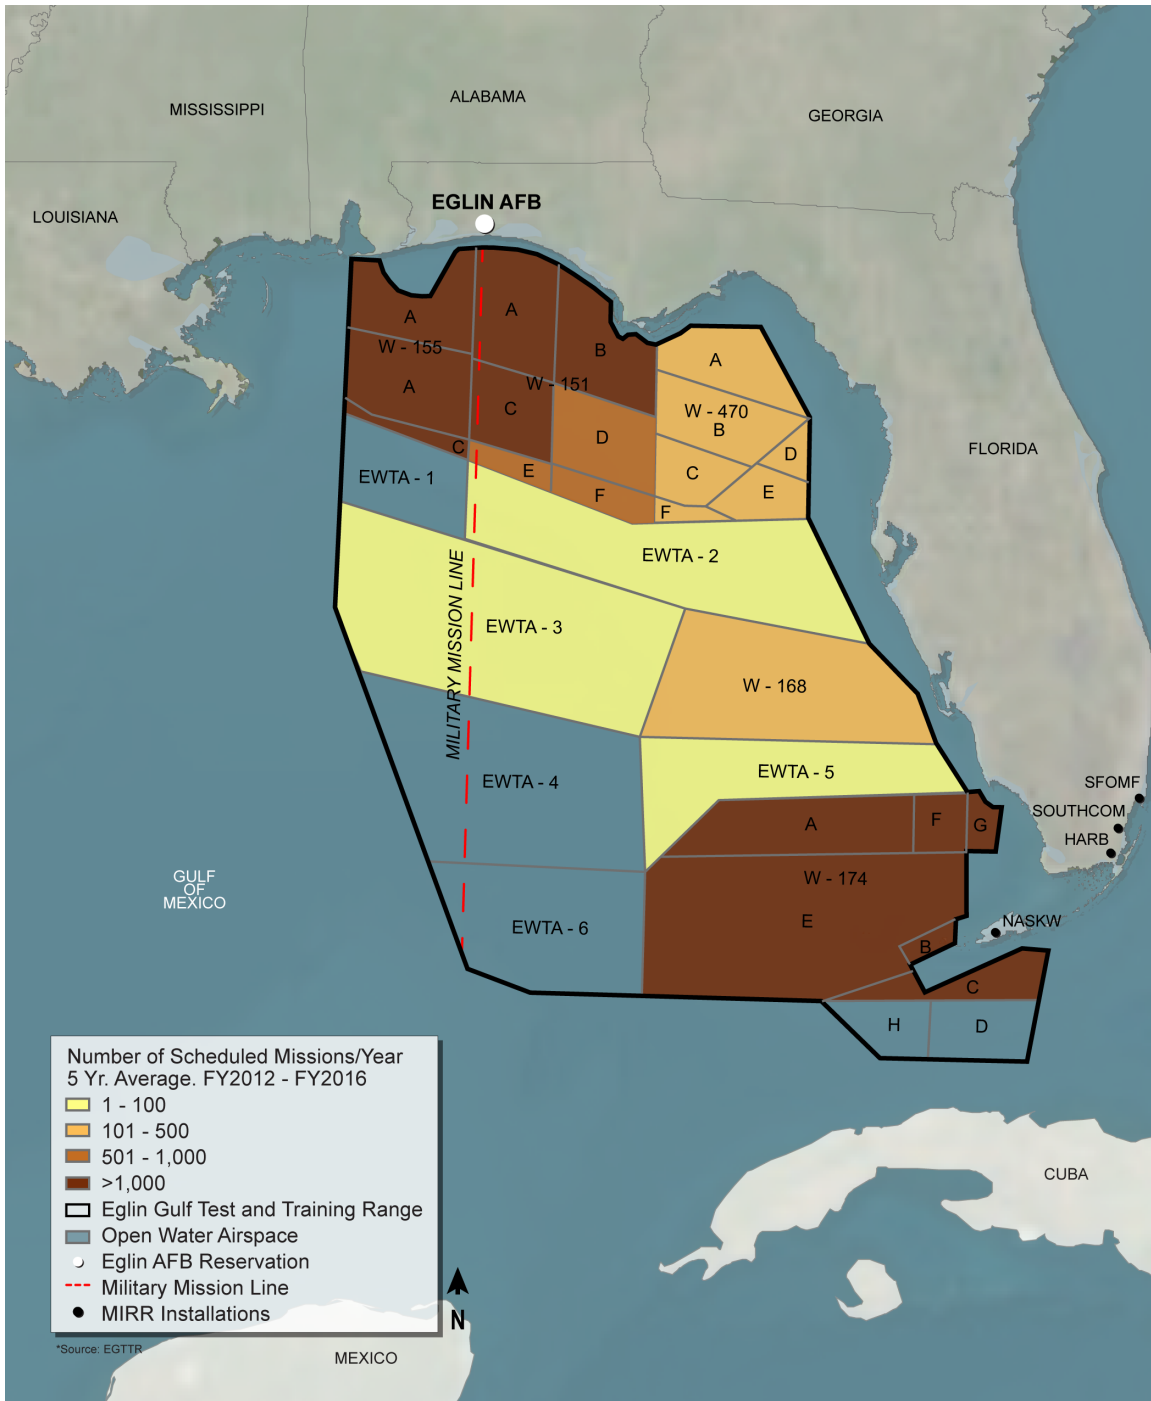 ALABAMA
MISSISSIPPI
GEORGIA
EGLIN AFB
LOUISIANA
A
A
W - 155
B
A
A
W - 151
C
W - 470
B
D
C
D
FLORIDA
E
C
EWTA - 1
E
F
F
EWTA - 2
MILITARY MISSION LINE
EWTA - 3
W - 168
EWTA - 5
EWTA - 4
SFOMF
SOUTHCOM
HARB
A
F
G
W - 174
GULF
OF
MEXICO
E
NASKW
EWTA - 6
B
C
H
D
Number of Scheduled Missions/Year
5 Yr. Average. FY2012 - FY2016
1 - 100
101 - 500
501 - 1,000
>1,000
Eglin Gulf Test and Training Range
Open Water Airspace
Eglin AFB Reservation
Military Mission Line
MIRR Installations
*Source: EGTTR
N
CUBA
MEXICO